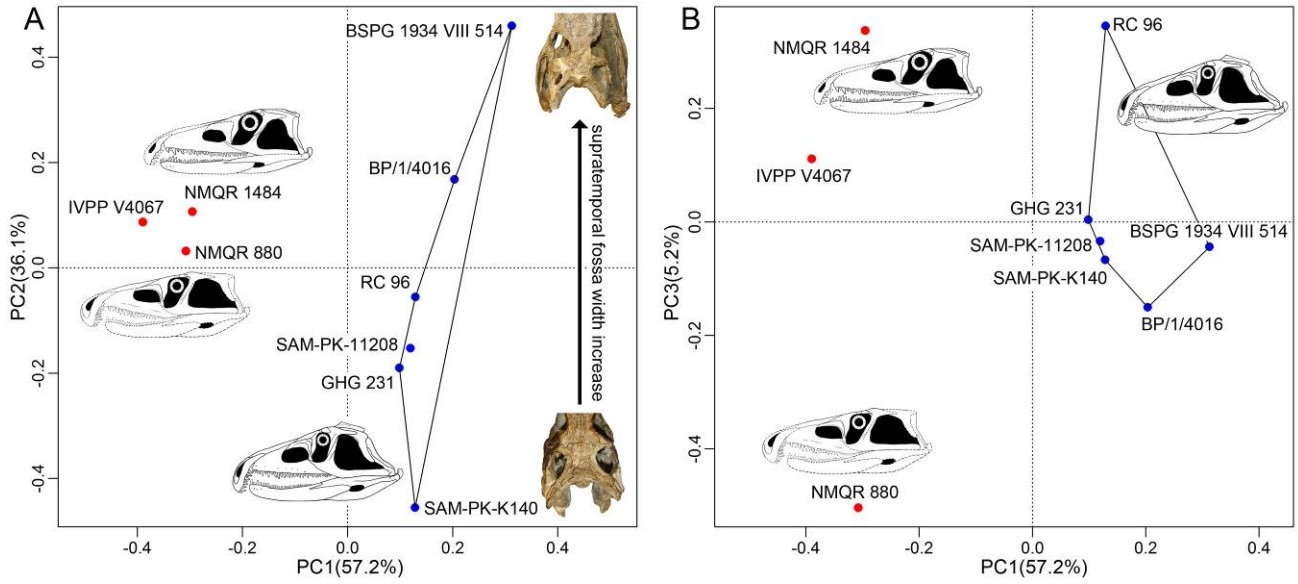 A
BSPG 1934 VIII 514
0.4
supratemporal fossa width increase
BP/1/4016
0.2
NMQR 1484
IVPP V4067
NMQR 880
0.0
RC 96
PC2(36.1%)
SAM-PK-11208
-0.2
GHG 231
-0.4
SAM-PK-K140
-0.4
-0.2
0.0
0.2
0.4
PC1(57.2%)
B
RC 96
NMQR 1484
0.2
IVPP V4067
GHG 231
0.0
BSPG 1934 VIII 514
SAM-PK-11208
SAM-PK-K140
PC3(5.2%)
BP/1/4016
-0.2
-0.4
NMQR 880
-0.4
-0.2
0.0
0.2
0.4
PC1(57.2%)